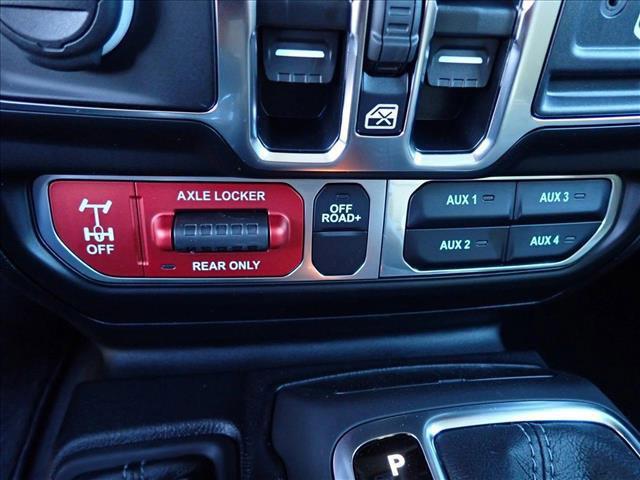 AXLE LOCKER
OFF
REAR ONLY
OFF
ROAD+
AUX 1
AUX 3
AUX 2
AUX 4
P